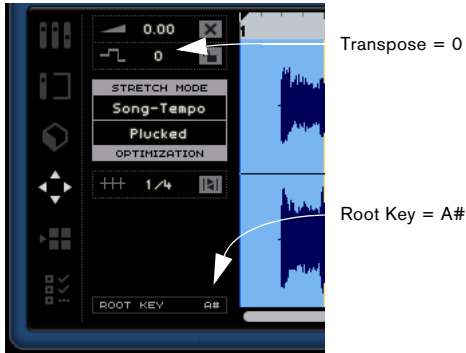 0.00
1
0
Transpose = 0
STRETCH MODE
Song-Tempo
Plucked
OPTIMIZATION
1/4
Root Key = A#
ROOT KEY A#